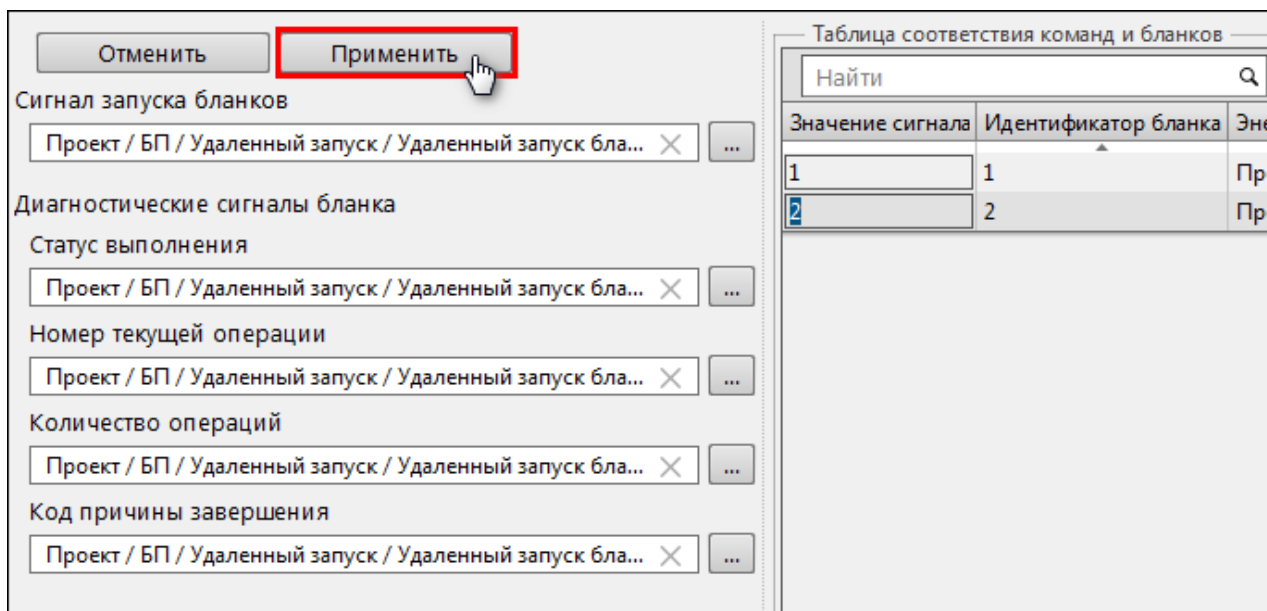 Отменить
Применить
Сигнал запуска бланков
Проект / БП / Удаленный запуск / Удаленный запуск бла...
...
Диагностические сигналы бланка
Статус выполнения
Проект / БП / Удаленный запуск / Удаленный запуск бла...
...
Номер текущей операции
Проект / БП / Удаленный запуск / Удаленный запуск бла...
...
Количество операций
Проект / БП / Удаленный запуск / Удаленный запуск бла...
...
Код причины завершения
Проект / БП / Удаленный запуск / Удаленный запуск бла...
...
Таблица соответствия команд и бланков
Найти
Значение сигнала Идентификатор бланка Эне
1 1 Пр
2 2 Пр